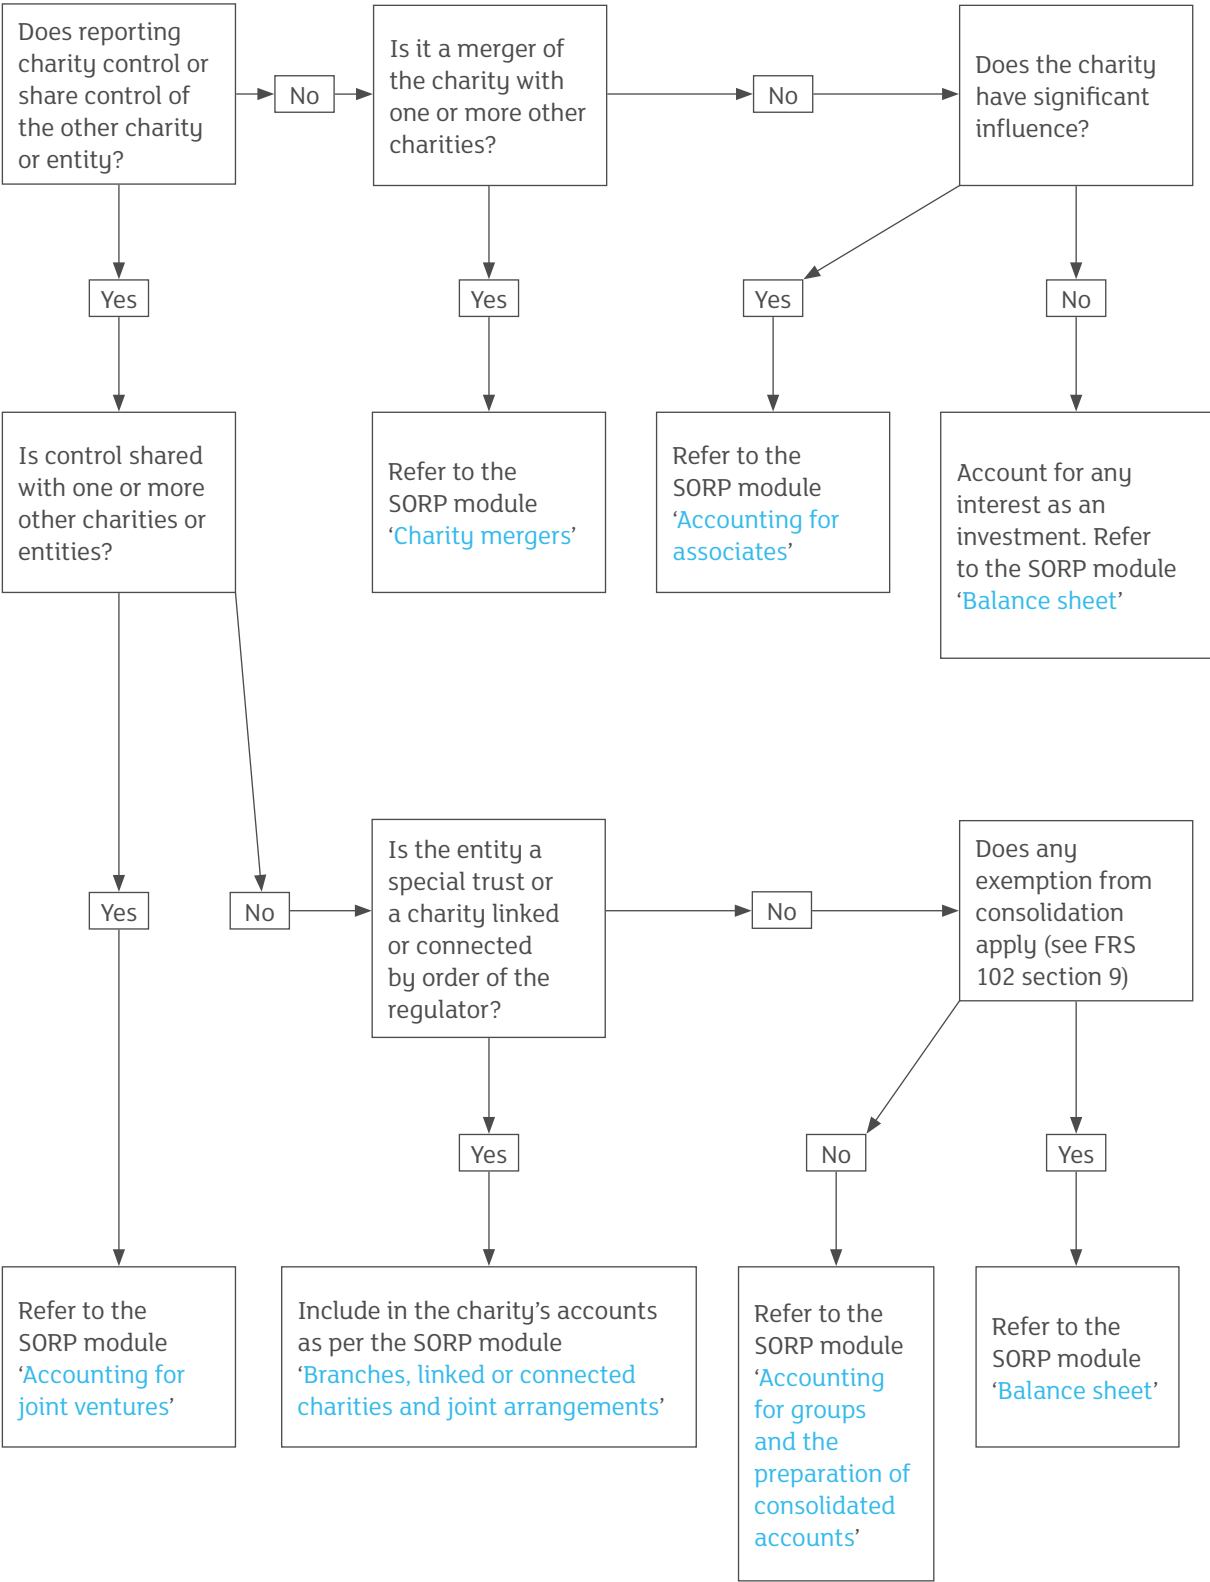 Does reporting
charity control or
share control of
the other charity
or entity?
No
Is it a merger of
the charity with
one or more other
charities?
No
Does the charity
have significant
influence?
Yes
Yes
Yes
No
Is control shared
with one or more
other charities or
entities?
Refer to the
SORP module
‘Charity mergers’
Refer to the
SORP module
‘Accounting for
associates’
Account for any
interest as an
investment. Refer
to the SORP module
‘Balance sheet’
Yes
No
Is the entity a
special trust or
a charity linked
or connected
by order of the
regulator?
No
Does any
exemption from
consolidation
apply (see FRS
102 section 9)
Yes
No
Yes
Refer to the
SORP module
‘Accounting for
joint ventures’
Include in the charity’s accounts
as per the SORP module
‘Branches, linked or connected
charities and joint arrangements’
Refer to the
SORP module
‘Accounting
for groups
and the
preparation of
consolidated
accounts’
Refer to the
SORP module
‘Balance sheet’